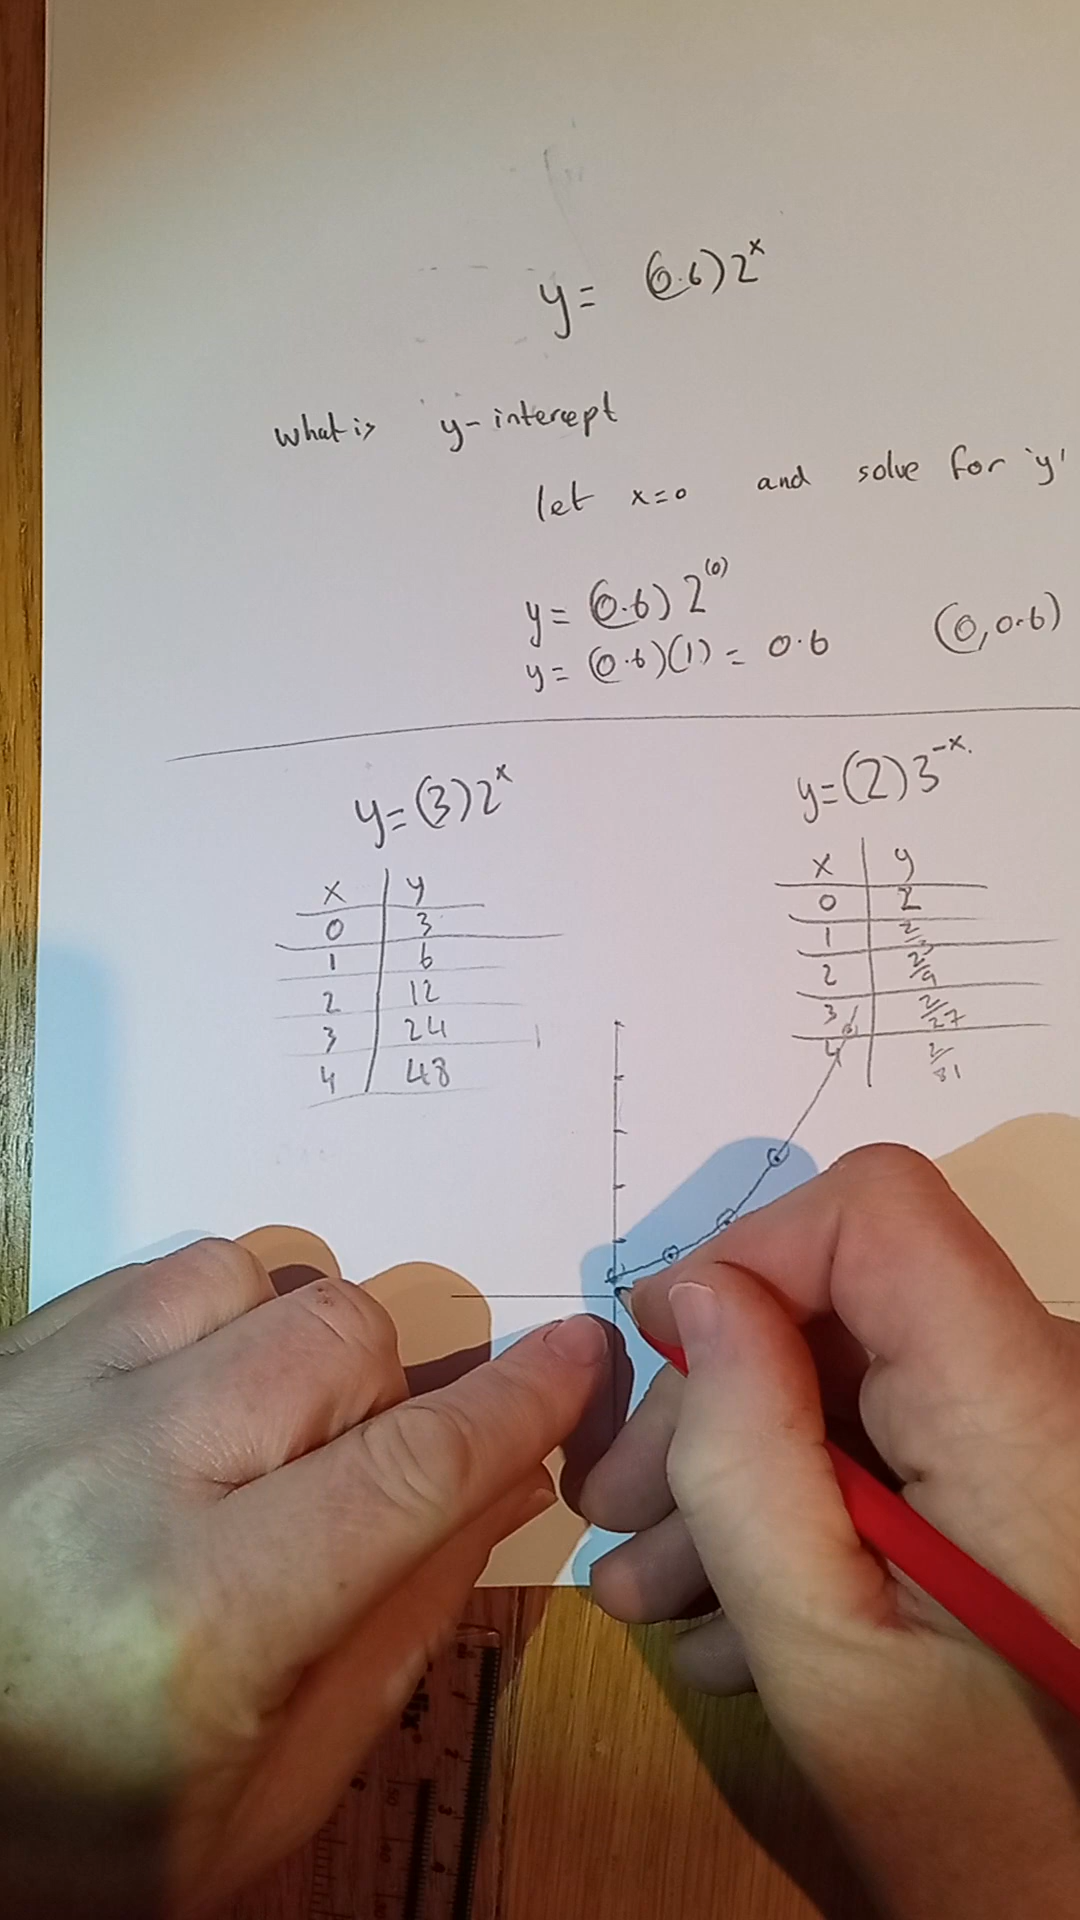 y = (0.6) 2^x
what is y-intercept
let x=0 and solve for 'y'
y = (0.6) 2^(0)
y = (0.6)(1) = 0.6 (0, 0.6)
y=(3)2^x
x y
0 3
1 6
2 12
3 24
4 48
y=(2)3^-x
x y
0 2
1 2/3
2 2/9
3 2/27
4 2/81